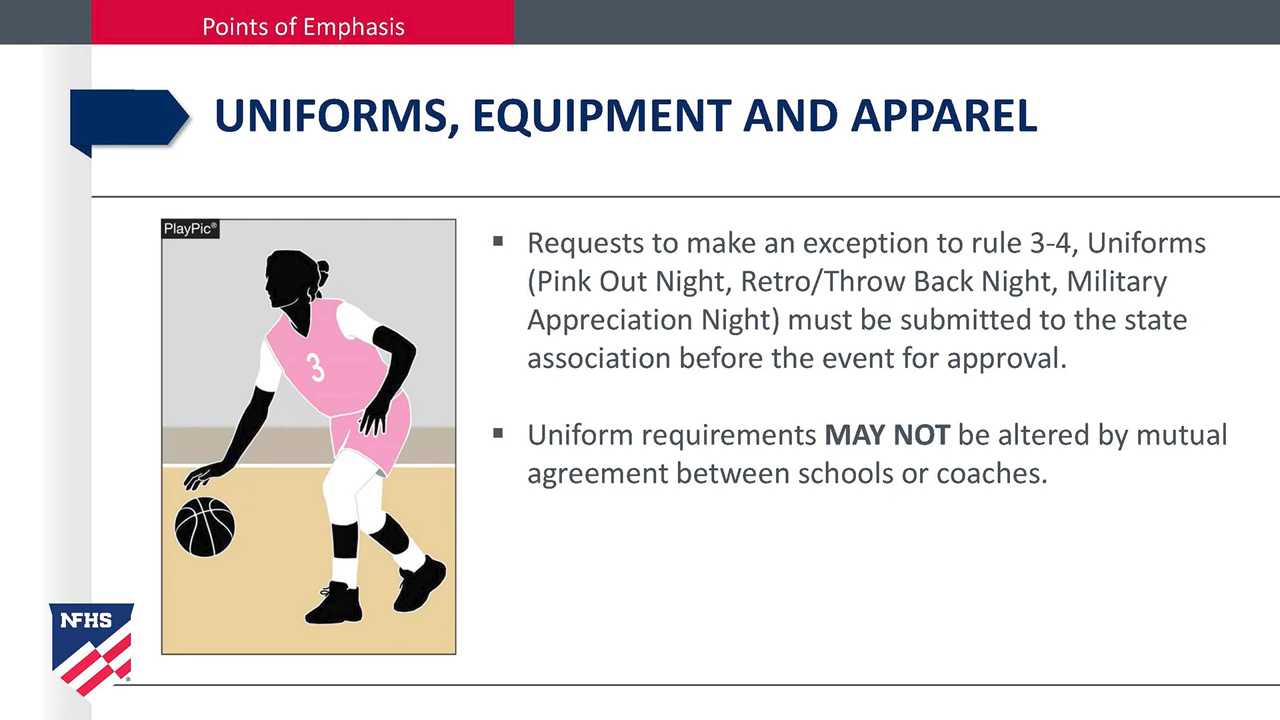 Points of Emphasis
UNIFORMS, EQUIPMENT AND APPAREL
PlayPic®
3
▪ Requests to make an exception to rule 3-4, Uniforms
(Pink Out Night, Retro/Throw Back Night, Military
Appreciation Night) must be submitted to the state
association before the event for approval.
▪ Uniform requirements MAY NOT be altered by mutual
agreement between schools or coaches.
NFHS
®